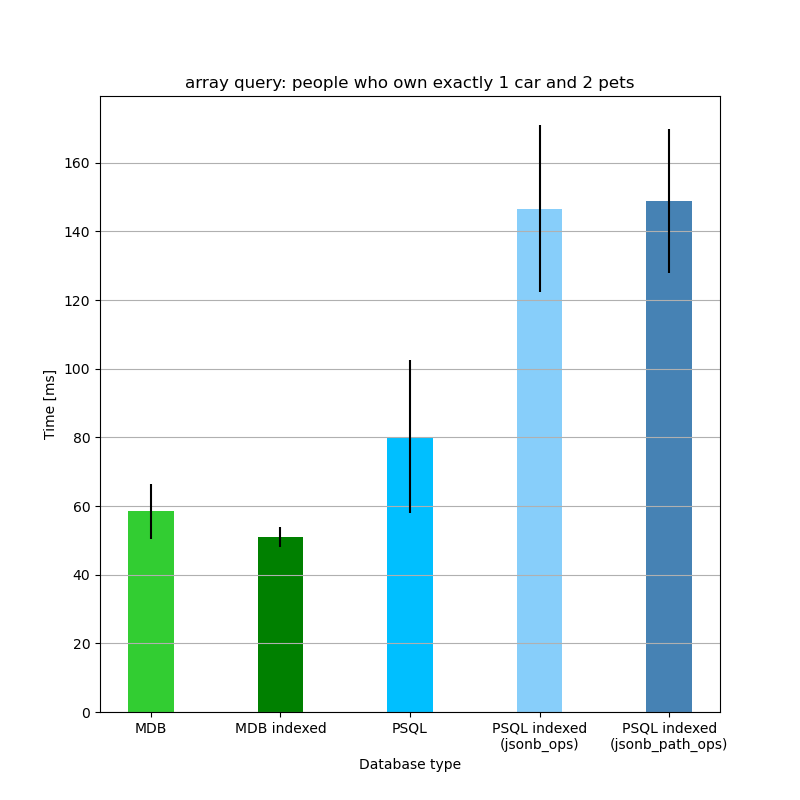 array query: people who own exactly 1 car and 2 pets
160
140
120
100
80
60
40
20
0
Time [ms]
MDB
MDB indexed
PSQL
PSQL indexed
(jsonb_ops)
PSQL indexed
(jsonb_path_ops)
Database type